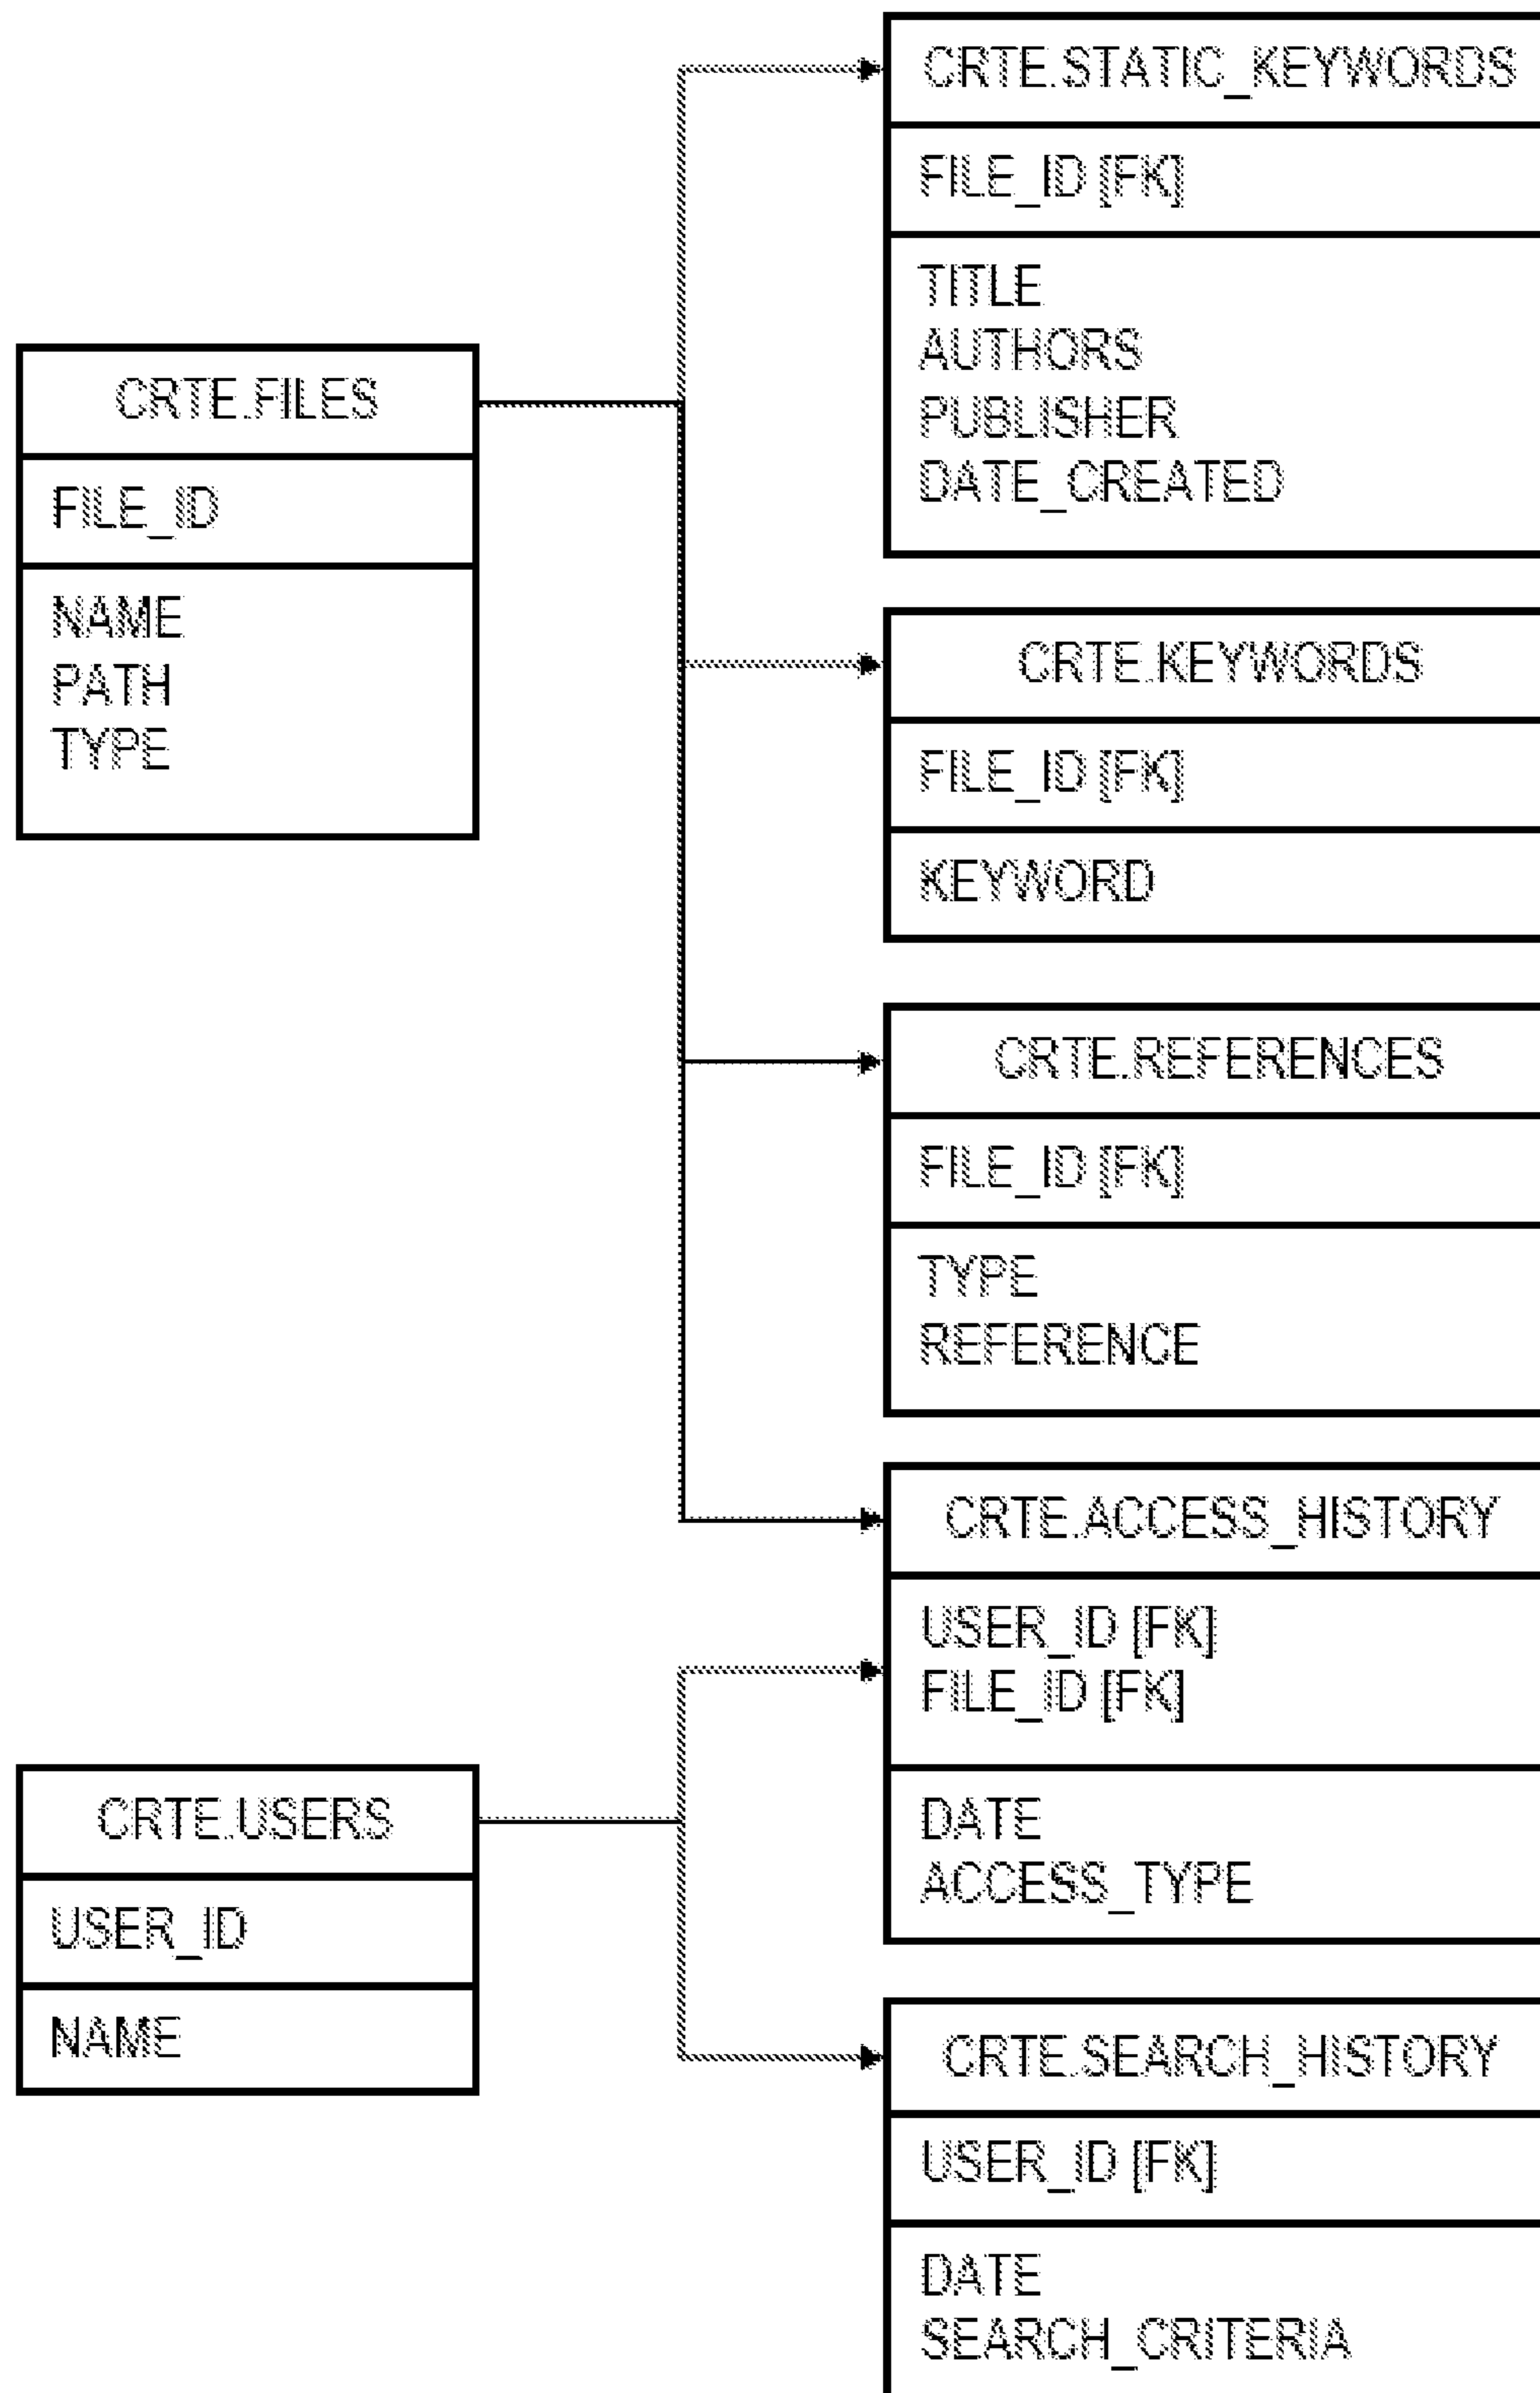 CRTE.FILES
FILE_ID
NAME
PATH
TYPE
CRTE.USERS
USER_ID
NAME
CRTE.STATIC_KEYWORDS
FILE_ID [FK]
TITLE
AUTHORS
PUBLISHER
DATE_CREATED
CRTE.KEYWORDS
FILE_ID [FK]
KEYWORD
CRTE.REFERENCES
FILE_ID [FK]
TYPE
REFERENCE
CRTE.ACCESS_HISTORY
USER_ID [FK]
FILE_ID [FK]
DATE
ACCESS_TYPE
CRTE.SEARCH_HISTORY
USER_ID [FK]
DATE
SEARCH_CRITERIA